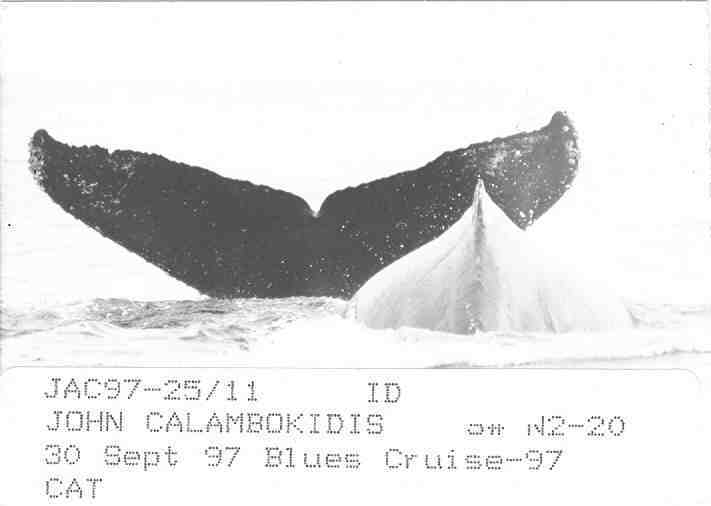 JAC97-25/11 ID
JOHN CALAMBOKIDIS N2-20
30 Sept 97 Blues Cruise-97
CAT